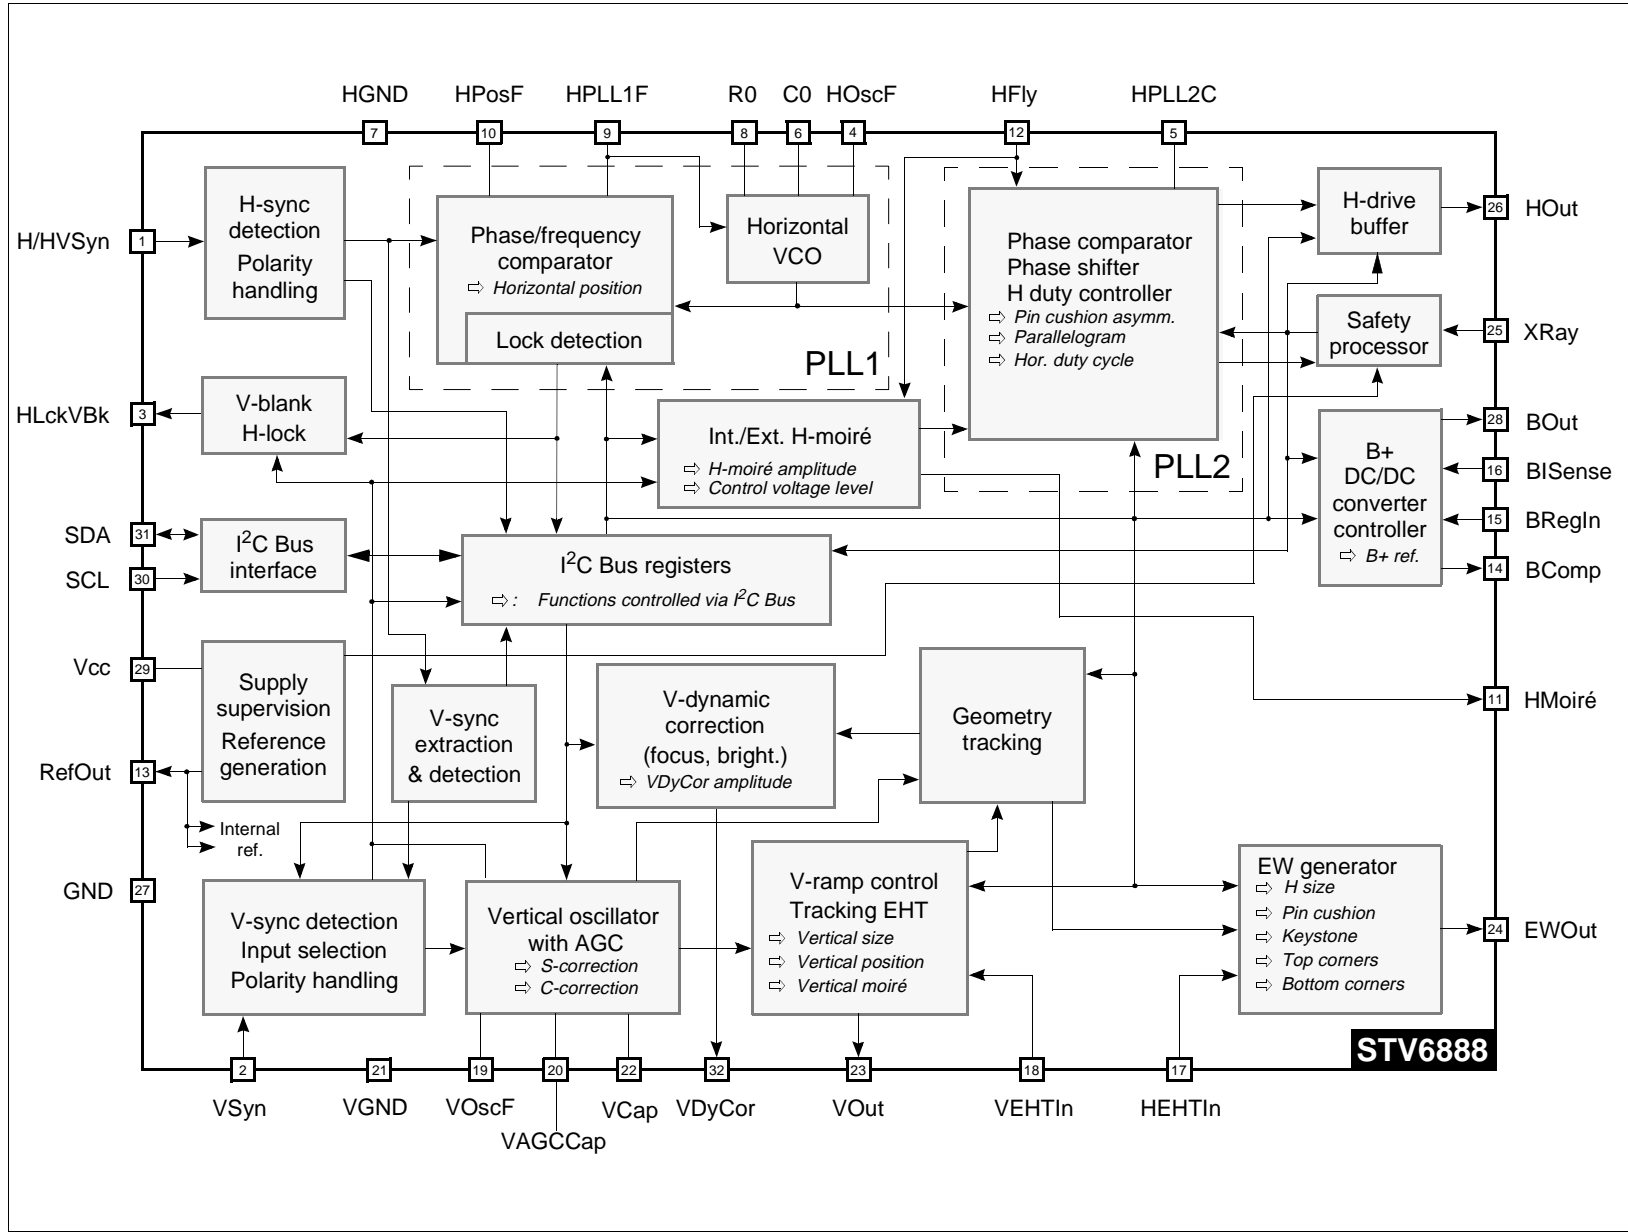 HGND HPosF HPLL1F R0 C0 HOscF HFly HPLL2C
7 10 9 8 6 4 12 5
H/HVSyn 1
H-sync
detection
Polarity
handling
Phase/frequency
comparator
⇨ Horizontal position
Lock detection
PLL1
Horizontal
VCO
Phase comparator
Phase shifter
H duty controller
⇨ Pin cushion asymm.
⇨ Parallelogram
⇨ Hor. duty cycle
PLL2
H-drive
buffer
26 HOut
Safety
processor
25 XRay
HLckVBk 3
V-blank
H-lock
Int./Ext. H-moiré
⇨ H-moiré amplitude
⇨ Control voltage level
B+
DC/DC
converter
controller
⇨ B+ ref.
28 BOut
16 BISense
15 BRegIn
14 BComp
SDA 31
SCL 30
I2C Bus
interface
I2C Bus registers
⇨ : Functions controlled via I2C Bus
Vcc 29
Supply
supervision
Reference
generation
RefOut 13
Internal
ref.
V-sync
extraction
& detection
V-dynamic
correction
(focus, bright.)
⇨ VDyCor amplitude
Geometry
tracking
11 HMoiré
GND 27
V-sync detection
Input selection
Polarity handling
Vertical oscillator
with AGC
⇨ S-correction
⇨ C-correction
V-ramp control
Tracking EHT
⇨ Vertical size
⇨ Vertical position
⇨ Vertical moiré
EW generator
⇨ H size
⇨ Pin cushion
⇨ Keystone
⇨ Top corners
⇨ Bottom corners
24 EWOut
STV6888
2 21 19 20 22 32 23 18 17
VSyn VGND VOscF VCap VDyCor VOut VEHTIn HEHTIn
VAGCCap